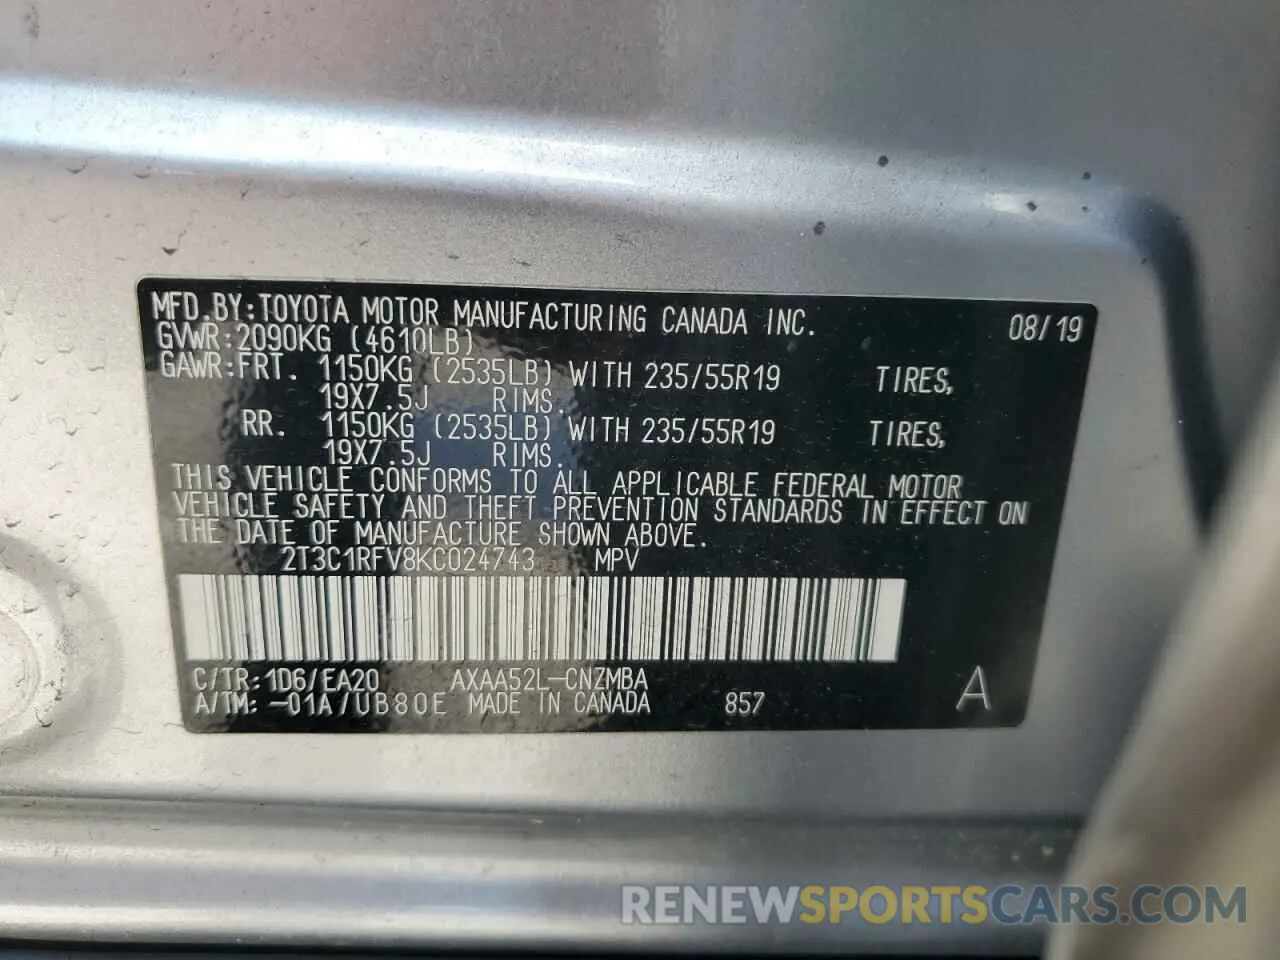 MFD.BY:TOYOTA MOTOR MANUFACTURING CANADA INC. 08/19
GVWR:2090KG (4610LB)
GAWR:FRT. 1150KG (2535LB) WITH 235/55R19 TIRES,
19X7.5J RIMS.
RR. 1150KG (2535LB) WITH 235/55R19 TIRES,
19X7.5J RIMS.
THIS VEHICLE CONFORMS TO ALL APPLICABLE FEDERAL MOTOR
VEHICLE SAFETY AND THEFT PREVENTION STANDARDS IN EFFECT ON
THE DATE OF MANUFACTURE SHOWN ABOVE.
2T3C1RFV8KC024743 MPV
C/TR:1D6/EA20 AXAA52L-CNZMBA A
A/TM:-01A/UB80E MADE IN CANADA 857
RENEWSPORTSCARS.COM